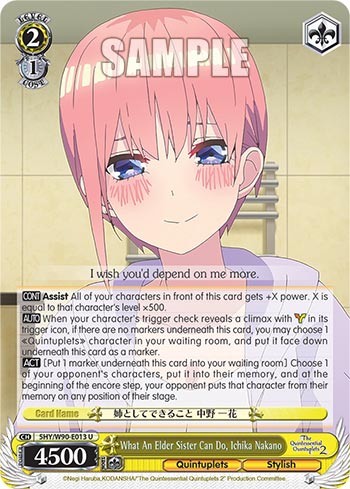 LEVEL
2
1
COST
SAMPLE
I wish you'd depend on me more.
CONT Assist All of your characters in front of this card gets +X power. X is
equal to that character's level ×500.
AUTO When your character's trigger check reveals a climax with in its
trigger icon, if there are no markers underneath this card, you may choose 1
«Quintuplets» character in your waiting room, and put it face down
underneath this card as a marker.
ACT [Put 1 marker underneath this card into your waiting room] Choose 1
of your opponent's characters, put it into their memory, and at the
beginning of the encore step, your opponent puts that character from their
memory on any position of their stage.
Card Name 姉としてできること 中野 一花
CH 5HY/W90-E013 U
What An Elder Sister Can Do, Ichika Nakano
The Quintessential Quintuplets 2
4500
Quintuplets Stylish
©Negi Haruba,KODANSHA/"The Quintessential Quintuplets 2" Production Committee.